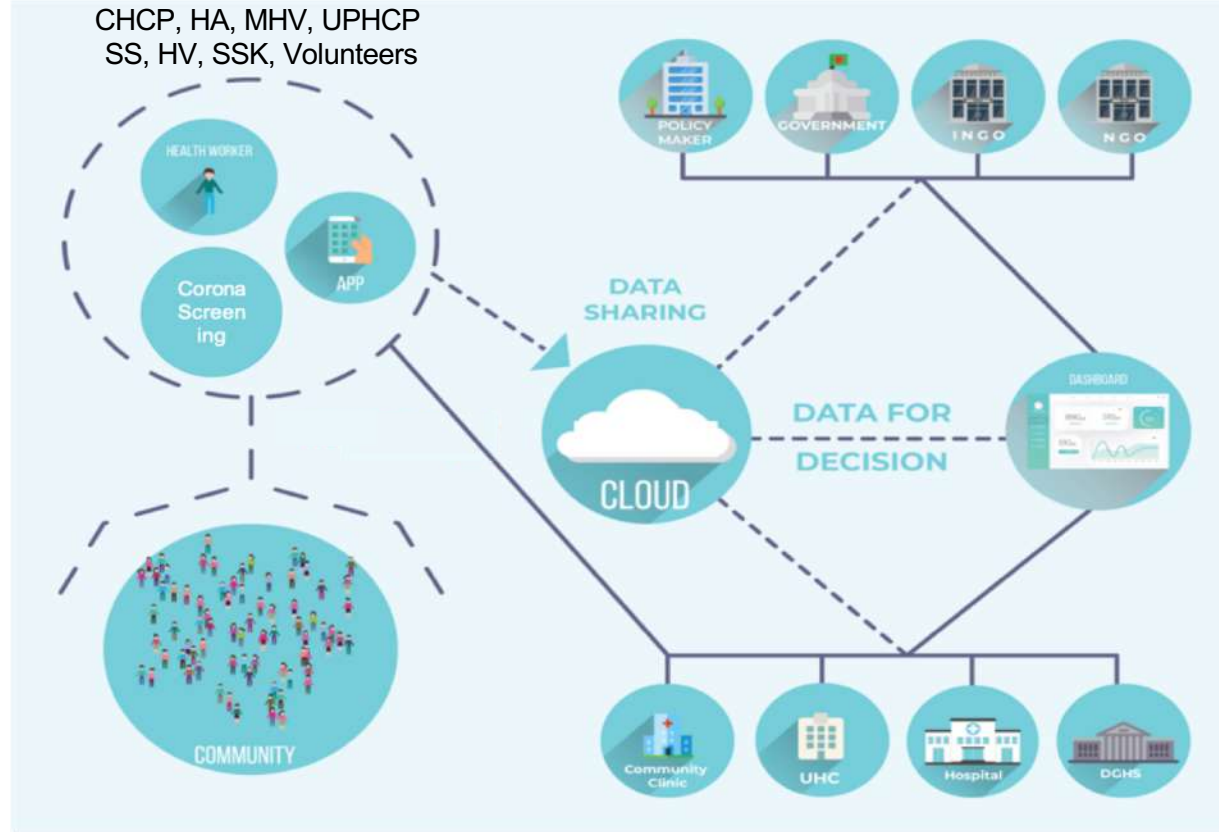 CHCP, HA, MHV, UPHCP
SS, HV, SSK, Volunteers
HEALTH WORKER
APP
Corona
Screen
ing
COMMUNITY
DATA
SHARING
CLOUD
POLICY
MAKER
GOVERNMENT
INGO
NGO
DATA FOR
DECISION
DASHBOARD
Community
Clinic
UHC
Hospital
DGHS